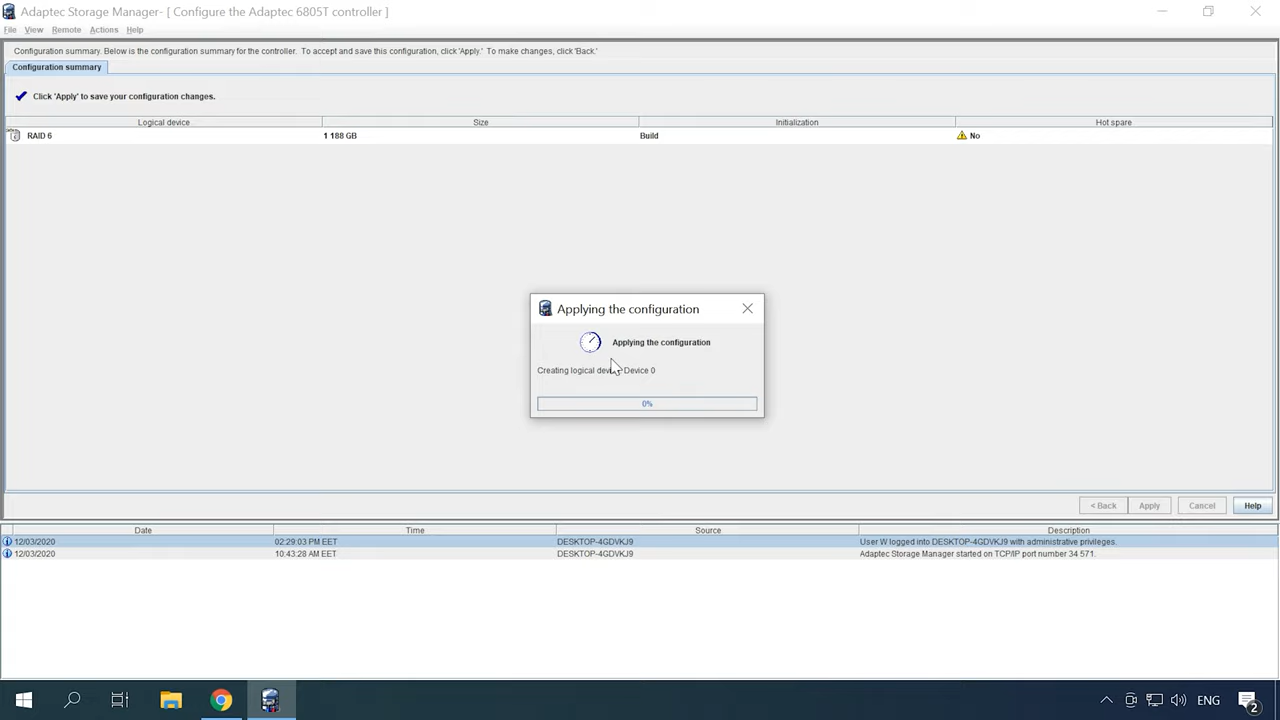 Adaptec Storage Manager- [ Configure the Adaptec 6805T controller ]
File View Remote Actions Help
Configuration summary. Below is the configuration summary for the controller. To accept and save this configuration, click 'Apply.' To make changes, click 'Back.'
Configuration summary
Click 'Apply' to save your configuration changes.
Logical device Size Initialization Hot spare
RAID 6 1 188 GB Build No
Applying the configuration
Applying the configuration
Creating logical device Device 0
0%
< Back Apply Cancel Help
Date Time Source Description
12/03/2020 02:29:03 PM EET DESKTOP-4GDVKJ9 User W logged into DESKTOP-4GDVKJ9 with administrative privileges.
12/03/2020 10:43:28 AM EET DESKTOP-4GDVKJ9 Adaptec Storage Manager started on TCP/IP port number 34 571.
ENG
2